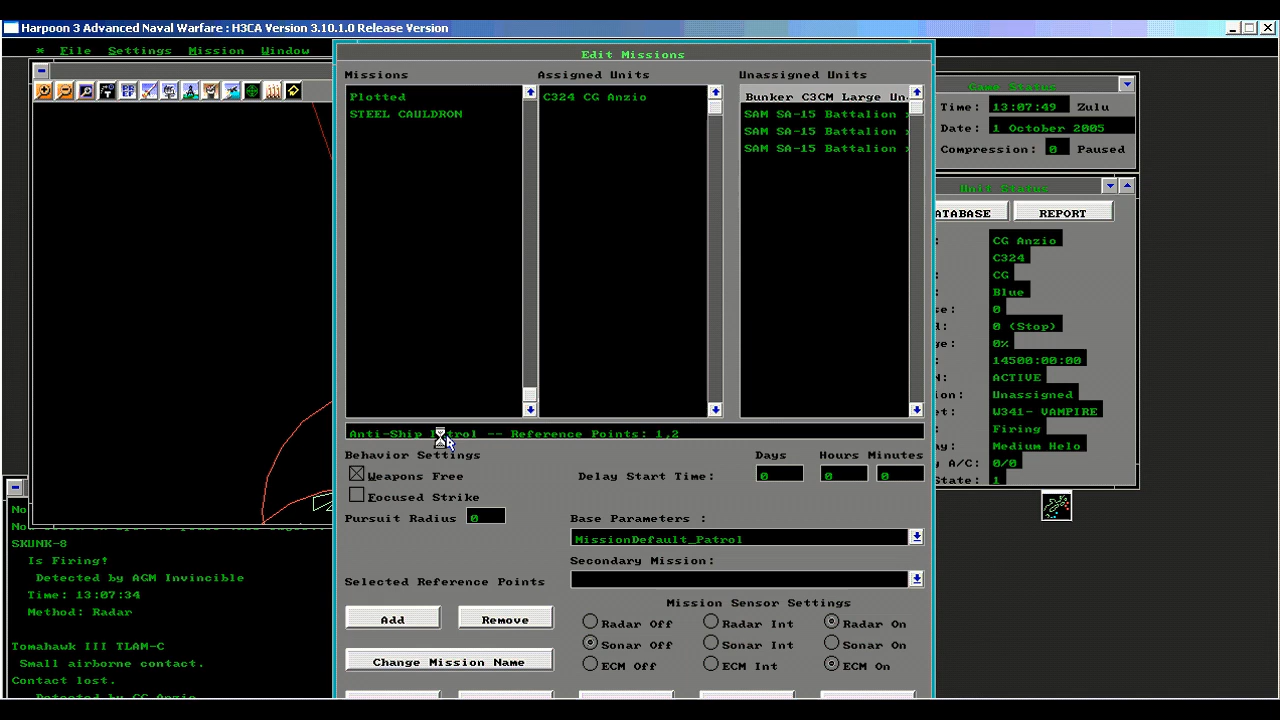 Harpoon 3 Advanced Naval Warfare : H3CA Version 3.10.1.0 Release Version
* File Settings Mission Window
Edit Missions
Missions Assigned Units Unassigned Units
Plotted
STEEL CAULDRON
C324 CG Anzio
Bunker C3CM Large Un
SAM SA-15 Battalion
SAM SA-15 Battalion
SAM SA-15 Battalion
Anti-Ship Patrol -- Reference Points: 1,2
Behavior Settings
Weapons Free
Focused Strike
Pursuit Radius 0
Days Hours Minutes
Delay Start Time: 0 0 0
Base Parameters :
MissionDefault_Patrol
Secondary Mission:
Selected Reference Points
Add Remove
Change Mission Name
Mission Sensor Settings
Radar Off Radar Int Radar On
Sonar Off Sonar Int Sonar On
ECM Off ECM Int ECM On
Game Status
Time: 13:07:49 Zulu
Date: 1 October 2005
Compression: 0 Paused
Unit Status
ATABASE REPORT
CG Anzio
C324
CG
Blue
0
0 (Stop)
0%
14500:00:00
ACTIVE
Unassigned
W341- VAMPIRE
Firing
Medium Helo
A/C: 0/0
State: 1
SKUNK-8
Is Firing!
Detected by AGM Invincible
Time: 13:07:34
Method: Radar
Tomahawk III TLAM-C
Small airborne contact.
Contact lost.
Detected by CG Anzio